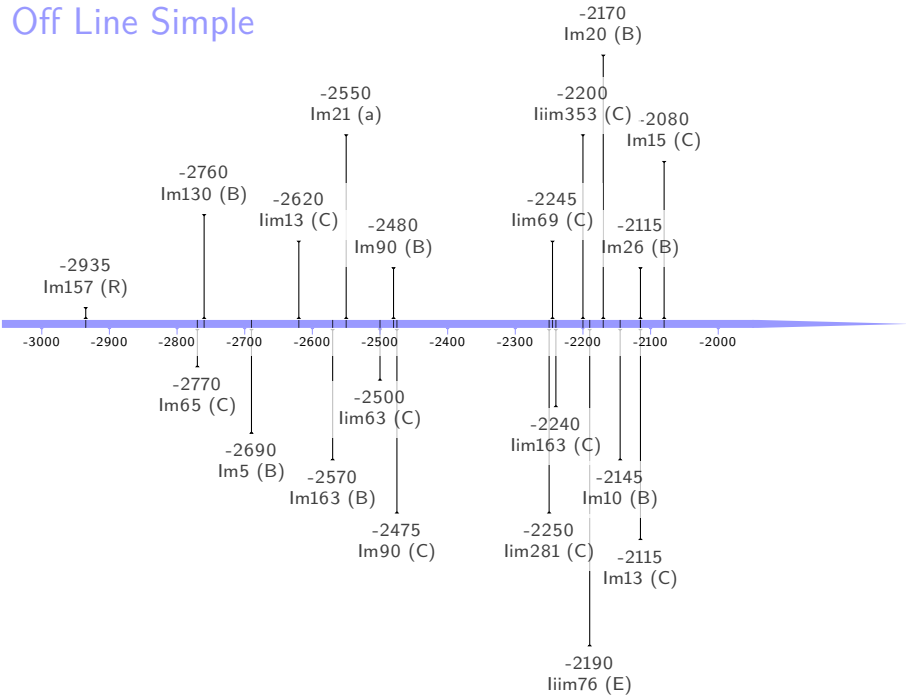 Off Line Simple
-2170
Im20 (B)
-2550
Im21 (a)
-2200
Iim353 (C)
-2080
Im15 (C)
-2760
Im130 (B)
-2620
Iim13 (C)
-2245
Iim69 (C)
-2480
Im90 (B)
-2115
Im26 (B)
-2935
Im157 (R)
-3000 -2900 -2800 -2700 -2600 -2500 -2400 -2300 -2200 -2100 -2000
-2770
Im65 (C)
-2500
Iim63 (C)
-2240
Iim163 (C)
-2690
Im5 (B)
-2570
Im163 (B)
-2145
Im10 (B)
-2475
Im90 (C)
-2250
Iim281 (C)
-2115
Im13 (C)
-2190
Iim76 (E)